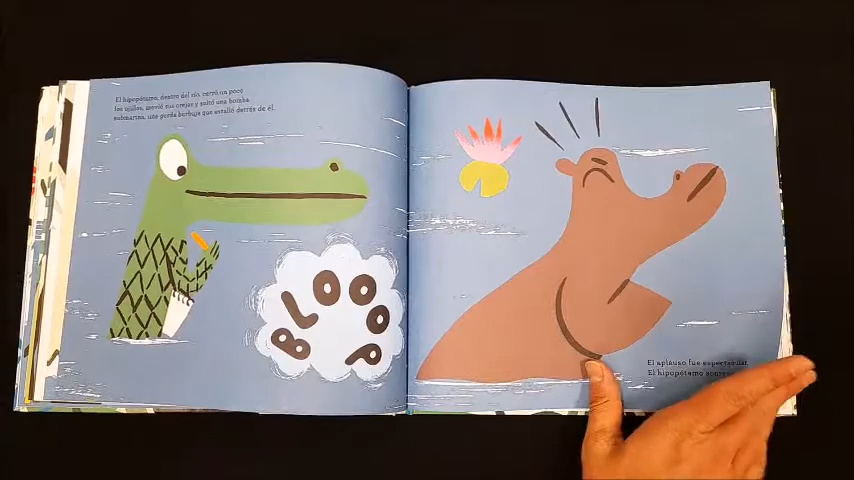 El hipopótamo, dentro del río, cerró un poco
los ojillos, movió sus orejas y soltó una bomba
submarina, una gorda burbuja que estalló detrás de él.
BLOOOP
El aplauso fue espectacular.
El hipopótamo